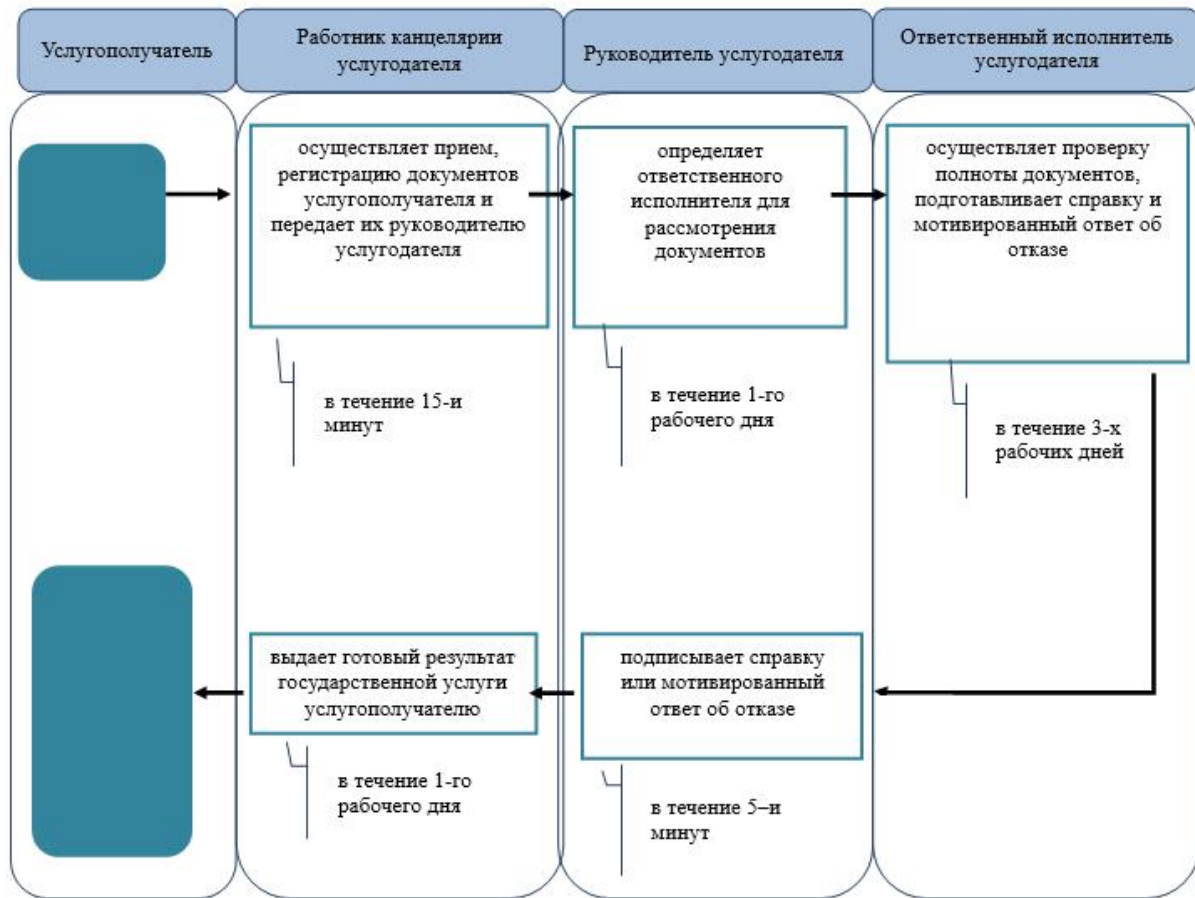 Услугополучатель
Работник канцелярии
услугодателя
Руководитель услугодателя
Ответственный исполнитель
услугодателя
осуществляет прием,
регистрацию документов
услугополучателя и
передает их руководителю
услугодателя
определяет
ответственного
исполнителя для
рассмотрения
документов
осуществляет проверку
полноты документов,
подготавливает справку и
мотивированный ответ об
отказе
в течение 15-и
минут
в течение 1-го
рабочего дня
в течение 3-х
рабочих дней
выдает готовый результат
государственной услуги
услугополучателю
подписывает справку
или мотивированный
ответ об отказе
в течение 1-го
рабочего дня
в течение 5–и
минут